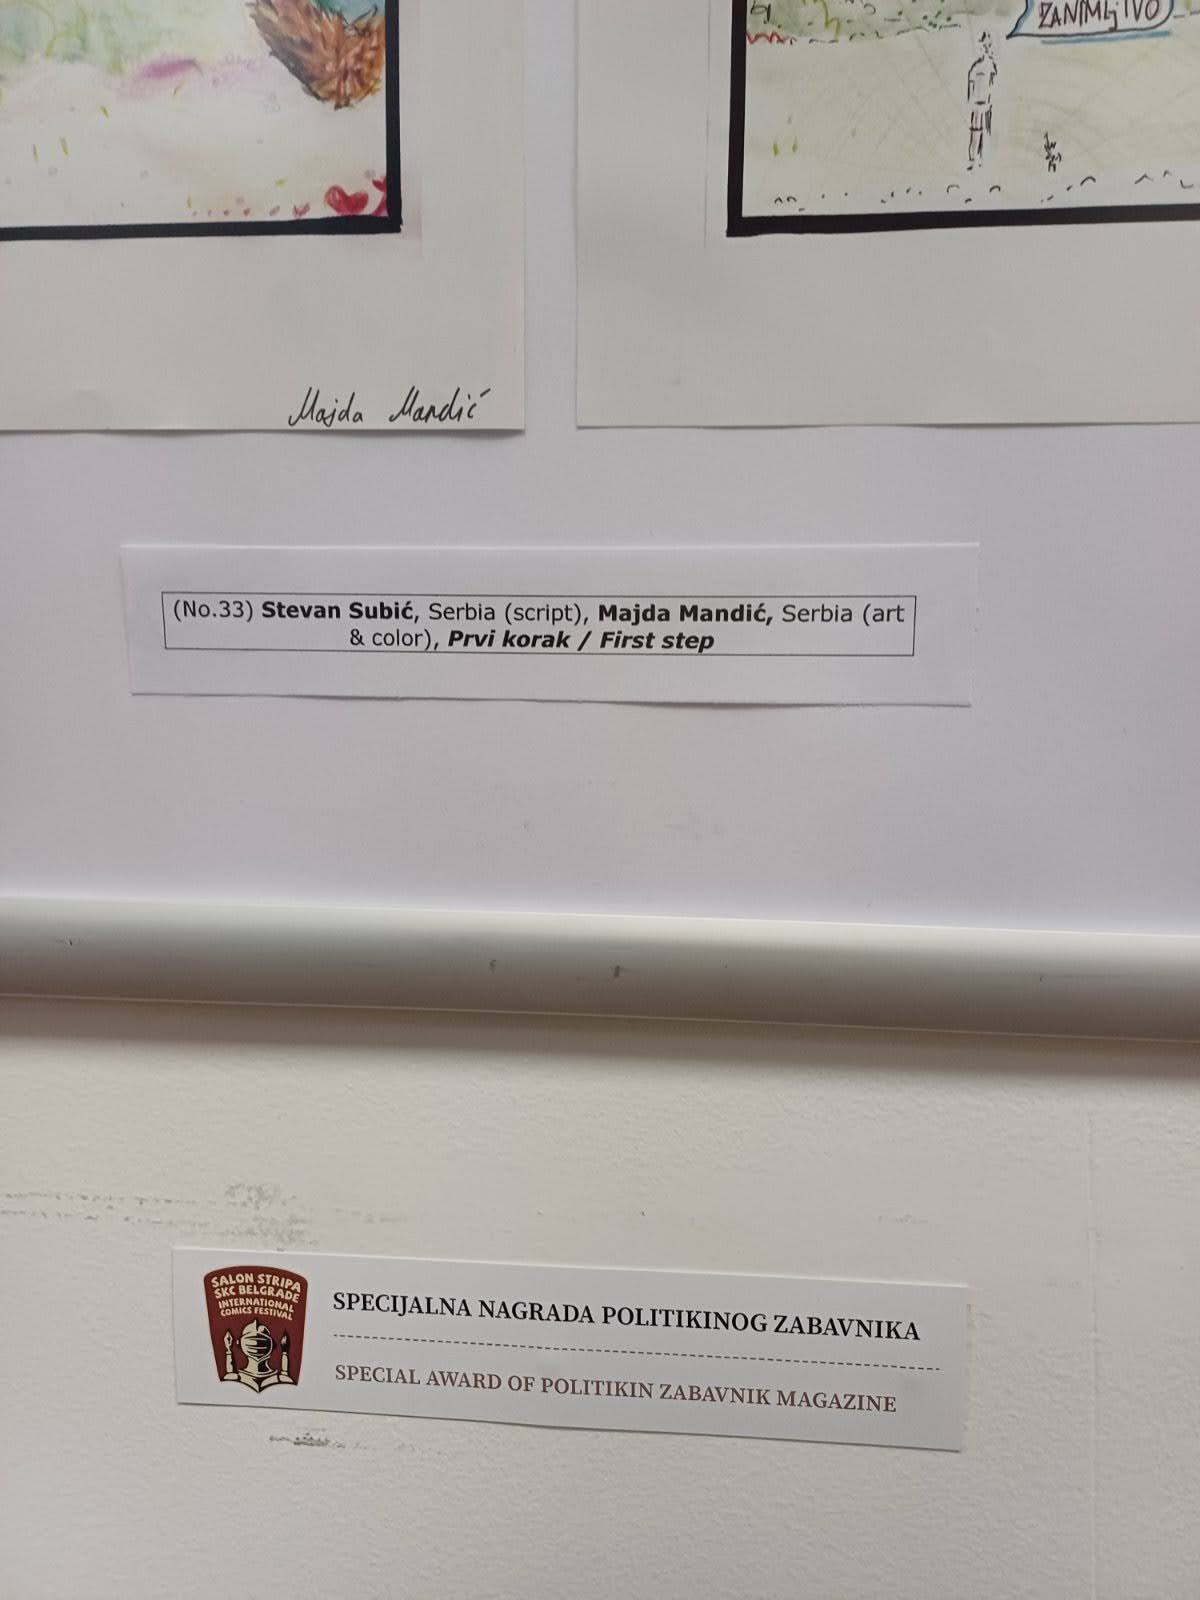 ZANIMLJIVO
Majda Mandić
(No.33) Stevan Subić, Serbia (script), Majda Mandić, Serbia (art
& color), Prvi korak / First step
SALON STRIPA
SKC BELGRADE
INTERNATIONAL
COMICS FESTIVAL
SPECIJALNA NAGRADA POLITIKINOG ZABAVNIKA
SPECIAL AWARD OF POLITIKIN ZABAVNIK MAGAZINE